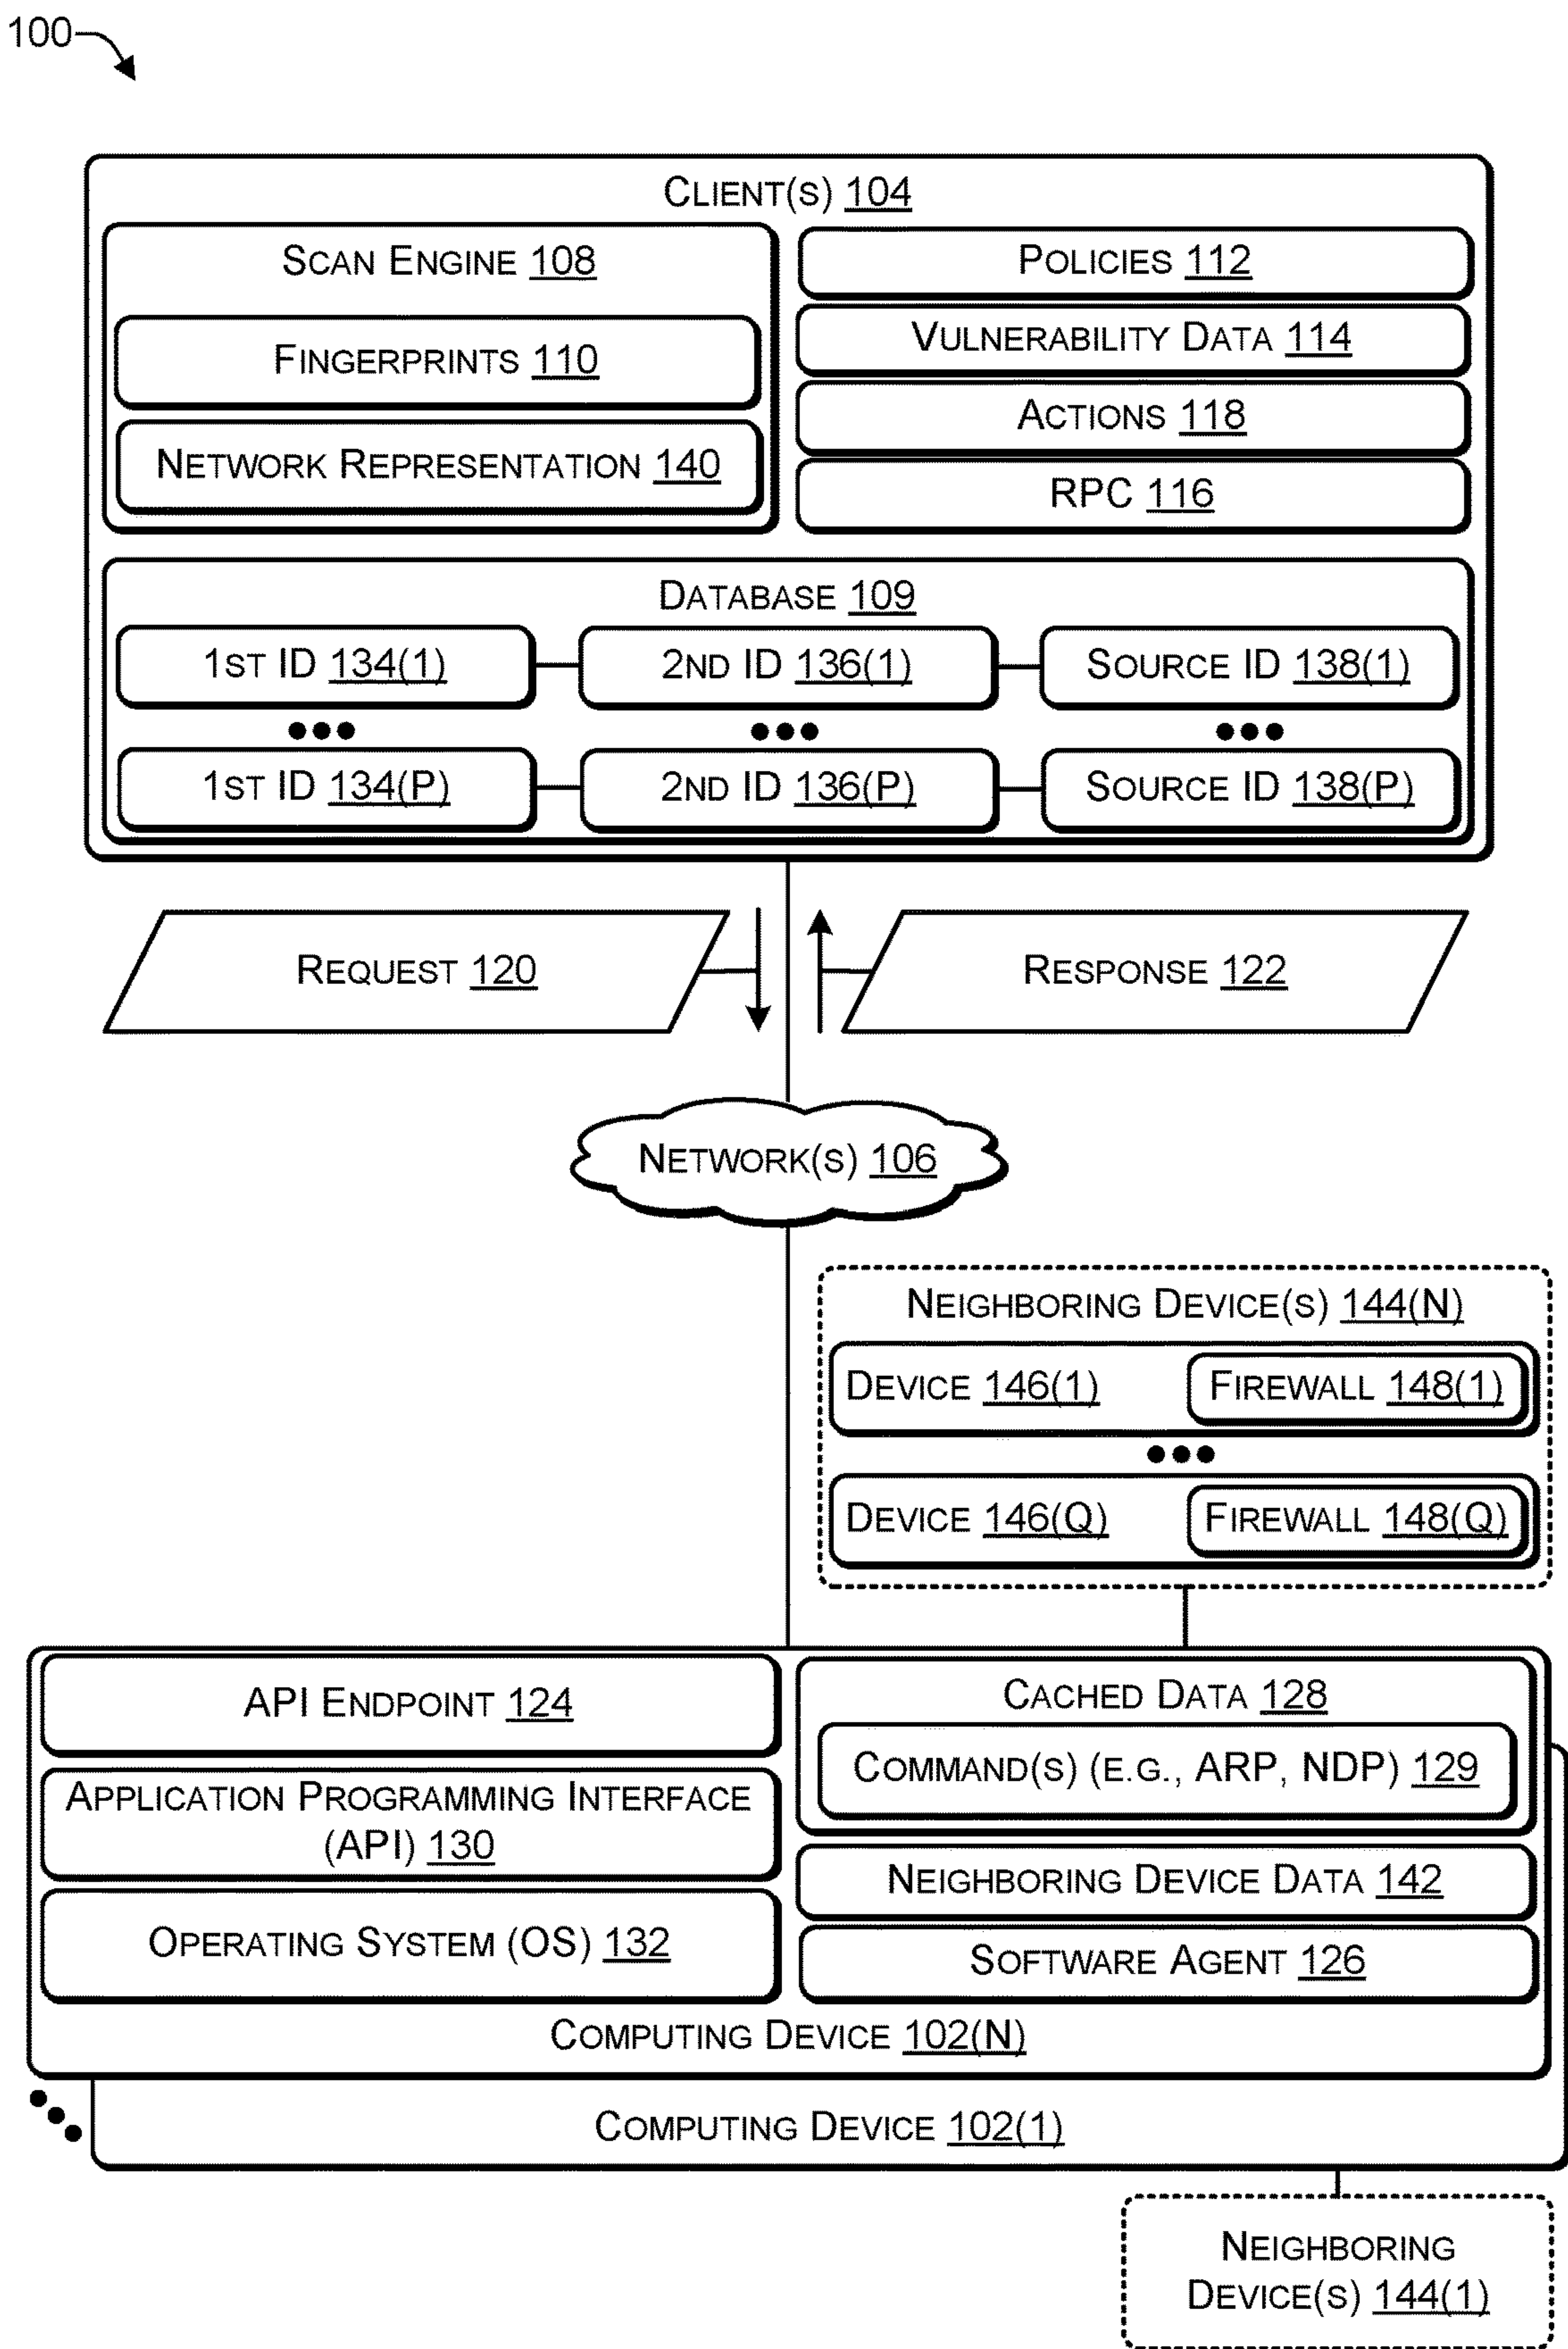 100
CLIENT(S) 104
SCAN ENGINE 108
FINGERPRINTS 110
NETWORK REPRESENTATION 140
POLICIES 112
VULNERABILITY DATA 114
ACTIONS 118
RPC 116
DATABASE 109
1ST ID 134(1)
2ND ID 136(1)
SOURCE ID 138(1)
1ST ID 134(P)
2ND ID 136(P)
SOURCE ID 138(P)
REQUEST 120
RESPONSE 122
NETWORK(S) 106
NEIGHBORING DEVICE(S) 144(N)
DEVICE 146(1)
FIREWALL 148(1)
DEVICE 146(Q)
FIREWALL 148(Q)
API ENDPOINT 124
APPLICATION PROGRAMMING INTERFACE
(API) 130
OPERATING SYSTEM (OS) 132
CACHED DATA 128
COMMAND(S) (E.G., ARP, NDP) 129
NEIGHBORING DEVICE DATA 142
SOFTWARE AGENT 126
COMPUTING DEVICE 102(N)
COMPUTING DEVICE 102(1)
NEIGHBORING
DEVICE(S) 144(1)